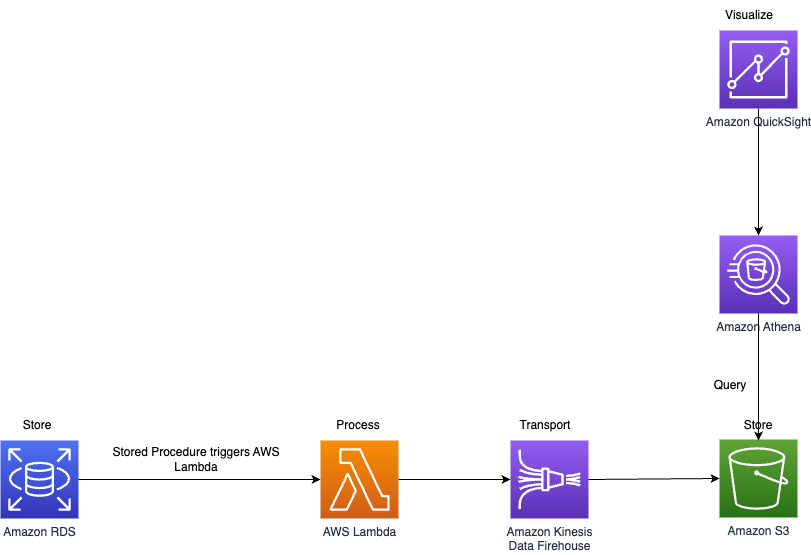 Visualize
Amazon QuickSight
Amazon Athena
Query
Store
Stored Procedure triggers AWS
Lambda
Process
Transport
Store
Amazon RDS
AWS Lambda
Amazon Kinesis
Data Firehouse
Amazon S3